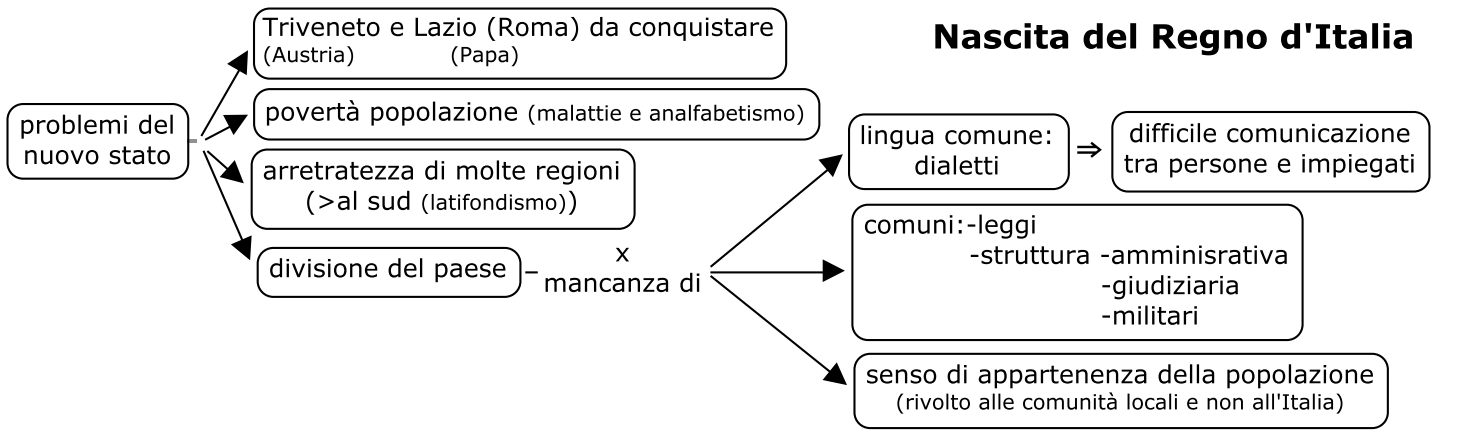 Nascita del Regno d'Italia
problemi del
nuovo stato
Triveneto e Lazio (Roma) da conquistare
(Austria) (Papa)
povertà popolazione (malattie e analfabetismo)
arretratezza di molte regioni
(>al sud (latifondismo))
divisione del paese
x
mancanza di
lingua comune:
dialetti
⇒
difficile comunicazione
tra persone e impiegati
comuni:-leggi
-struttura -amminisrativa
-giudiziaria
-militari
senso di appartenenza della popolazione
(rivolto alle comunità locali e non all'Italia)